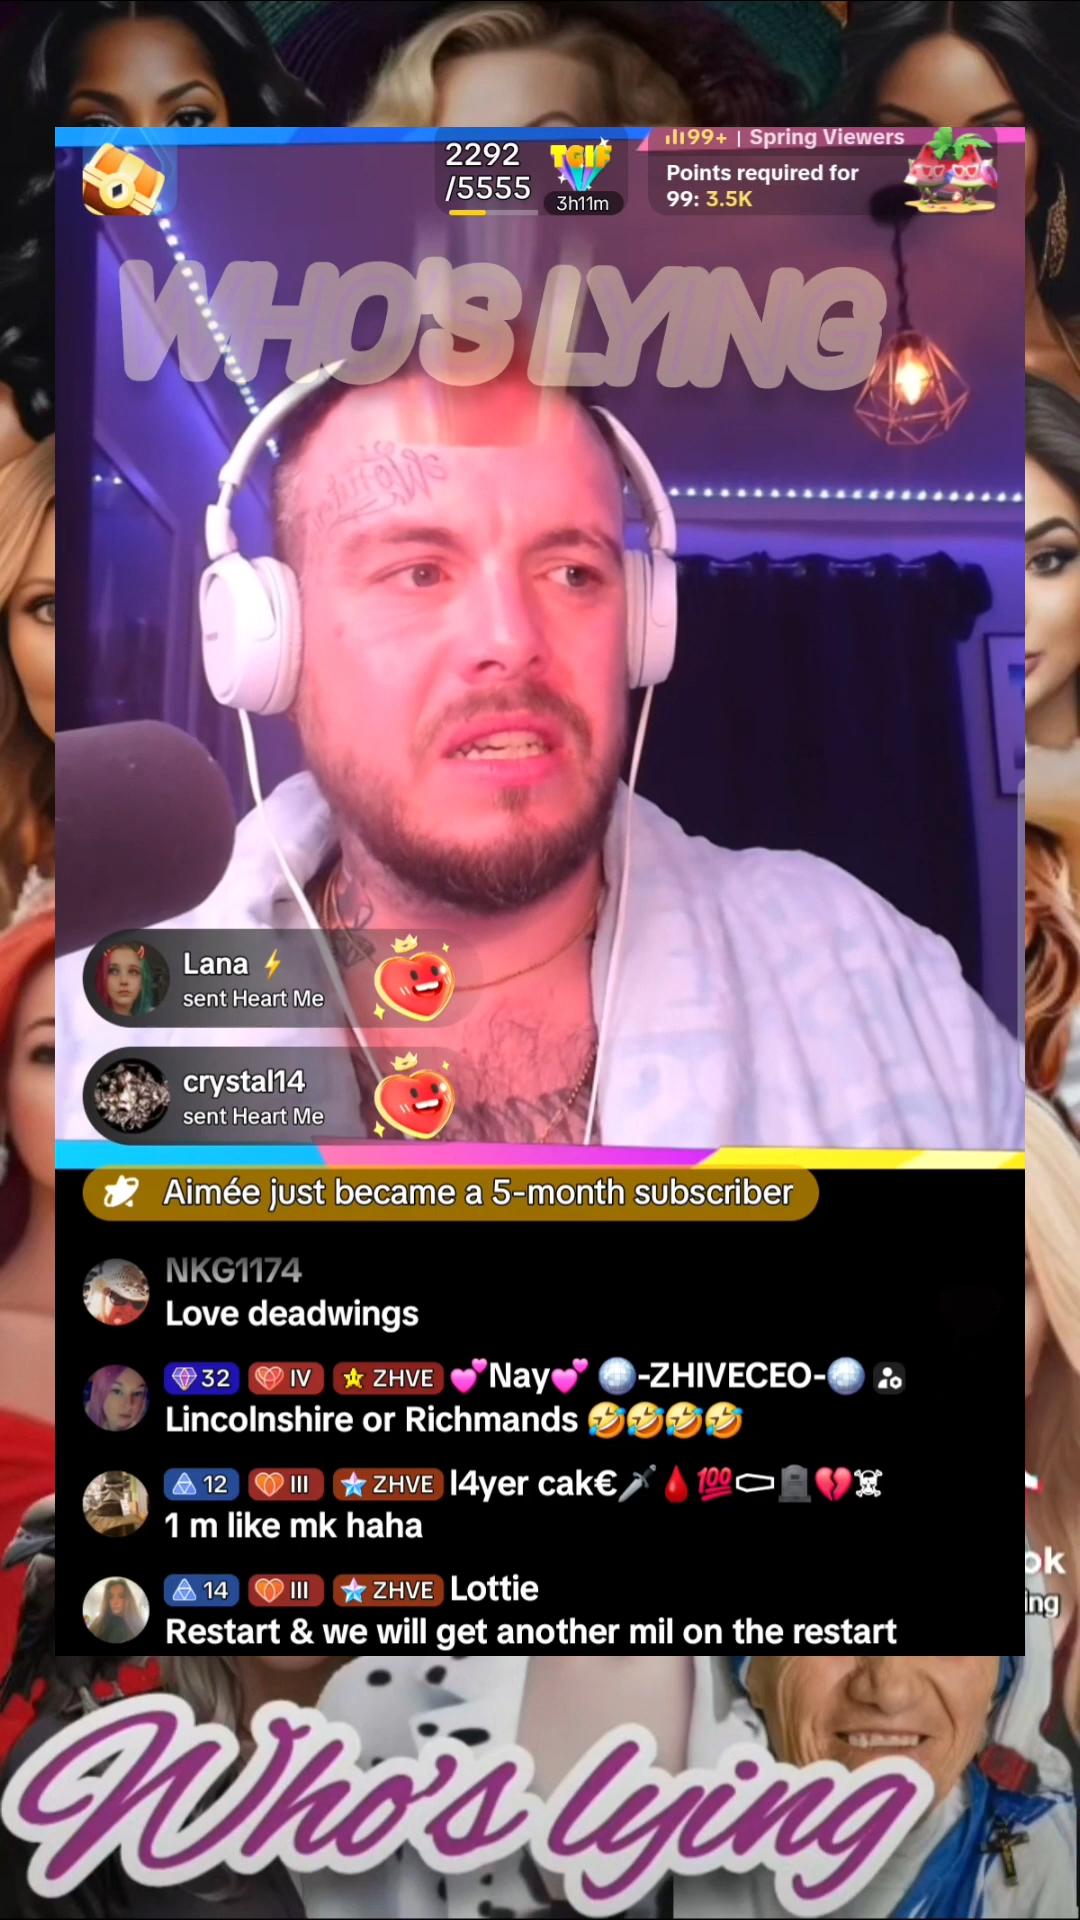 2292
/5555
TGIF
3h11m
99+ | Spring Viewers
Points required for
99: 3.5K
WHO'S LYING
Lana ⚡
sent Heart Me
crystal14
sent Heart Me
Aimée just became a 5-month subscriber
NKG1174
Love deadwings
32 IV ZHVE 💕Nay💕 🪩-ZHIVECEO-🪩
Lincolnshire or Richmands 🤣🤣🤣🤣
12 III ZHVE l4yer cak€🗡️🩸💯⚰️🪦💔☠️
1 m like mk haha
14 III ZHVE Lottie
Restart & we will get another mil on the restart
ok
ing
Who's lying